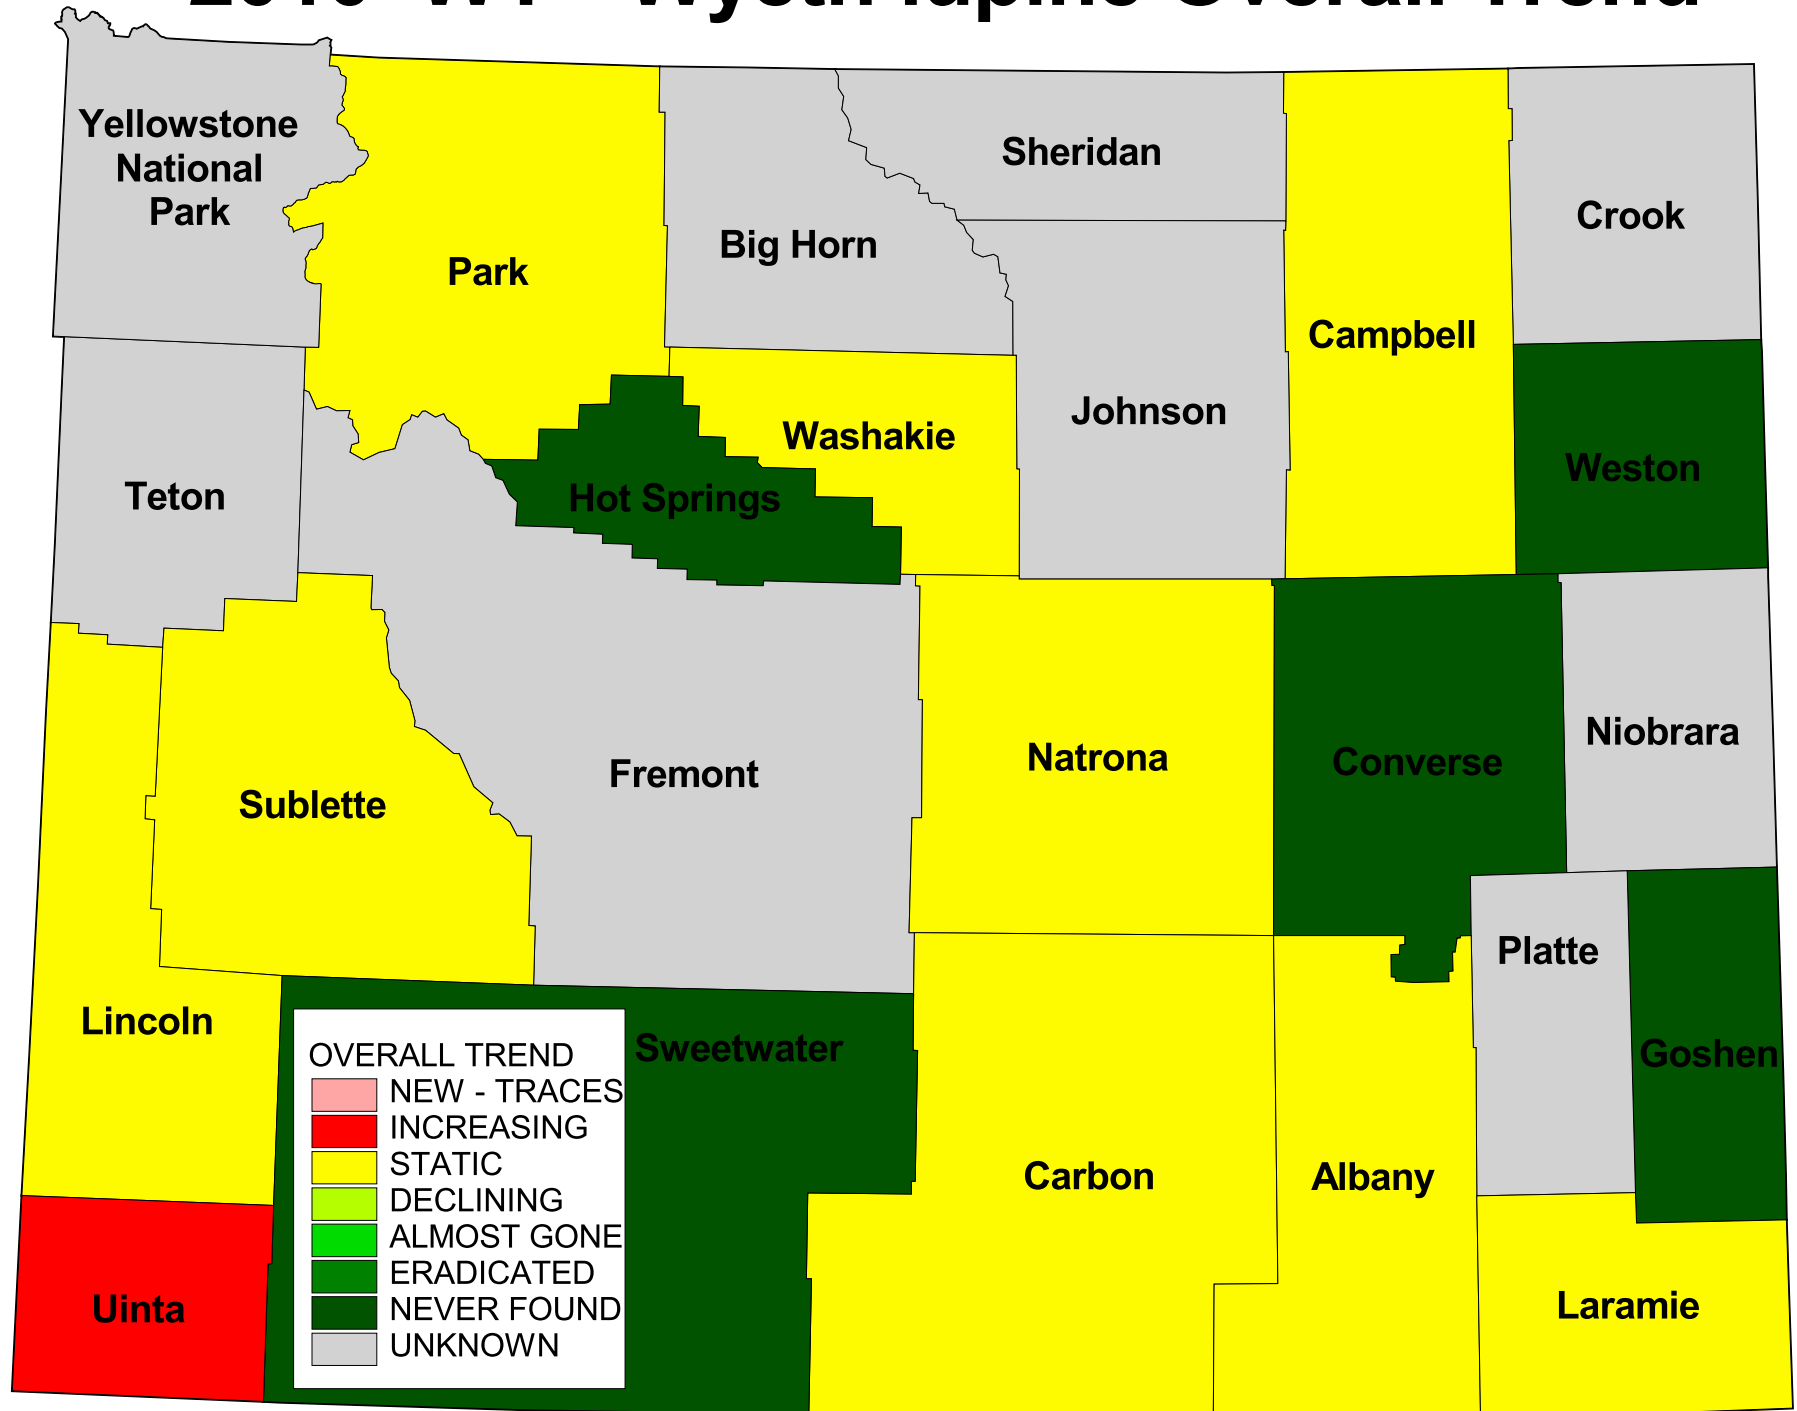 Yellowstone
National
Park
Park
Big Horn
Sheridan
Campbell
Crook
Johnson
Washakie
Hot Springs
Weston
Teton
Sublette
Fremont
Natrona
Converse
Niobrara
Lincoln
Sweetwater
Platte
Goshen
Carbon
Albany
Uinta
Laramie
OVERALL TREND
NEW - TRACES
INCREASING
STATIC
DECLINING
ALMOST GONE
ERADICATED
NEVER FOUND
UNKNOWN